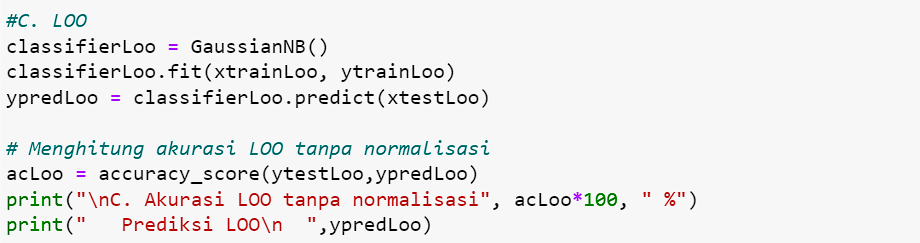 #C. LOO
classifierLoo = GaussianNB()
classifierLoo.fit(xtrainLoo, ytrainLoo)
ypredLoo = classifierLoo.predict(xtestLoo)
# Menghitung akurasi LOO tanpa normalisasi
acLoo = accuracy_score(ytestLoo,ypredLoo)
print("\nC. Akurasi LOO tanpa normalisasi", acLoo*100, " %")
print("   Prediksi LOO\n  ",ypredLoo)